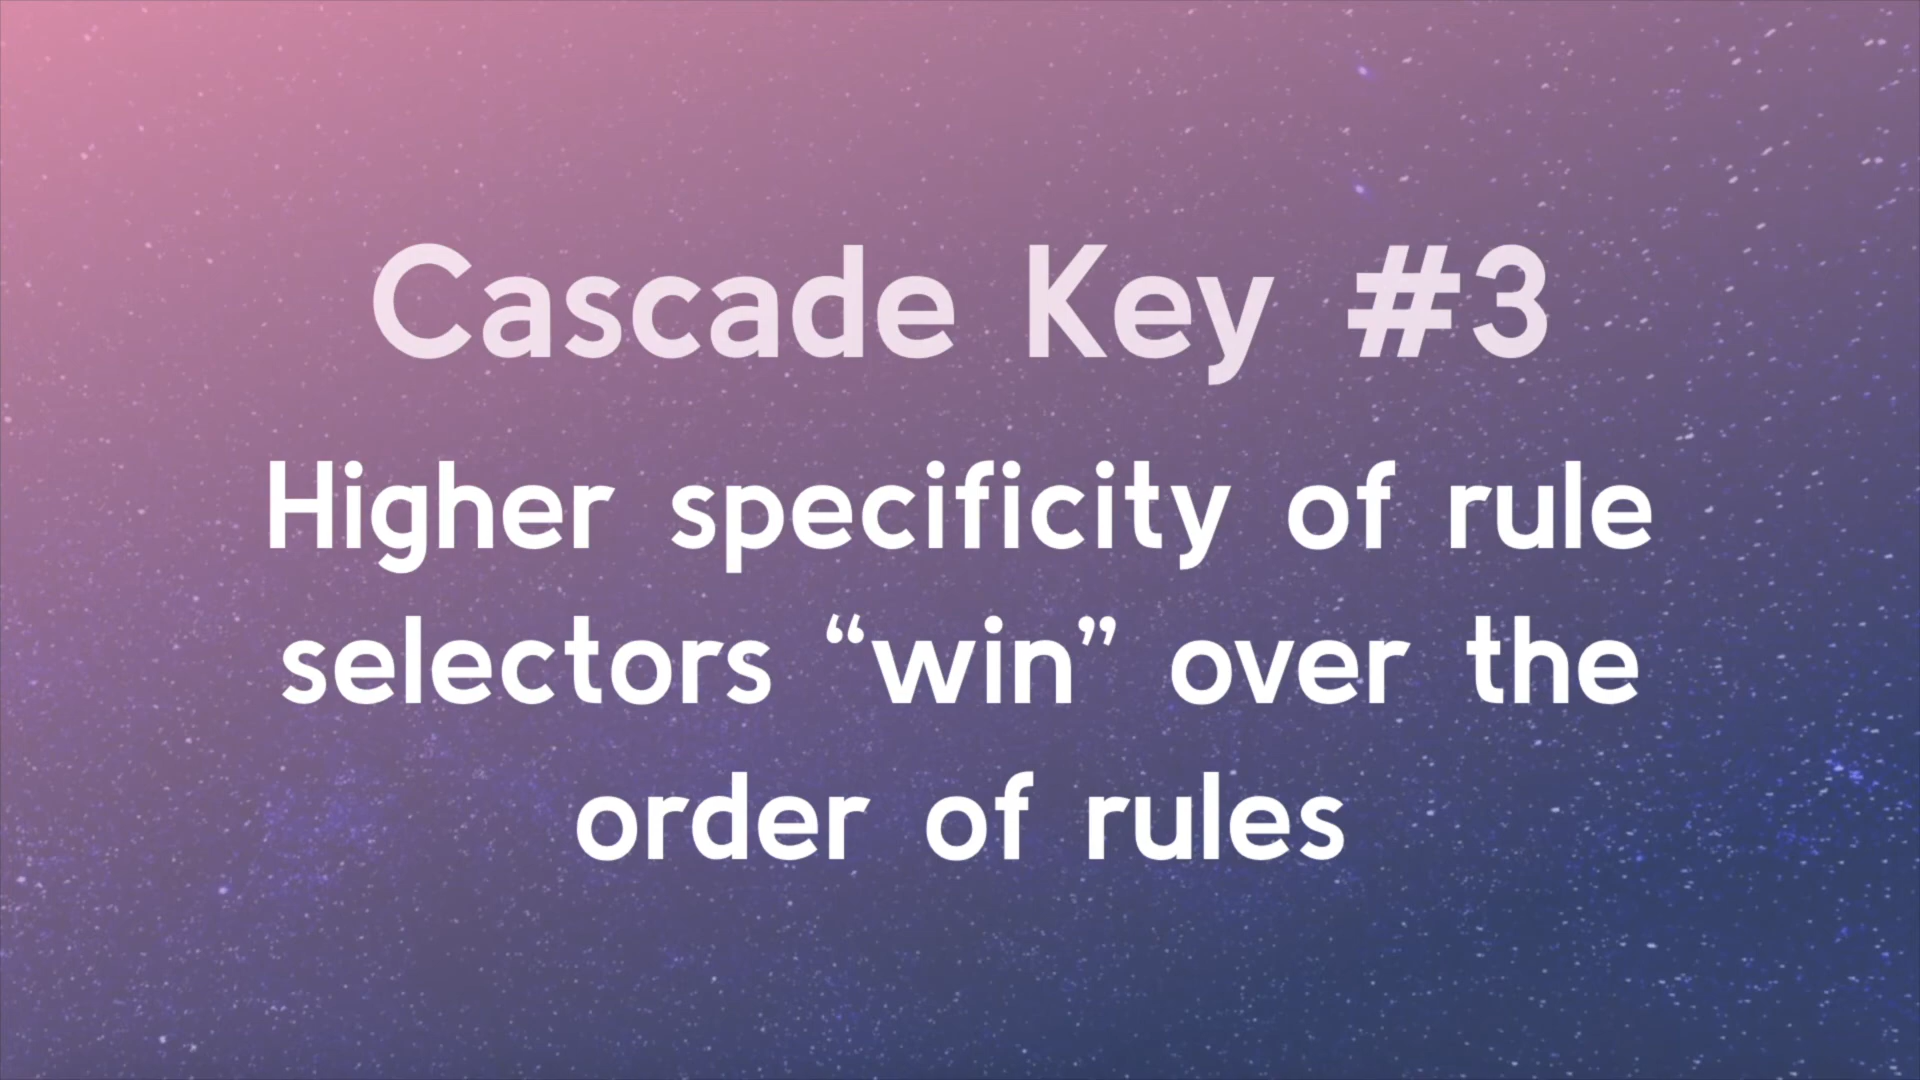 Cascade Key #3
Higher specificity of rule
selectors “win” over the
order of rules